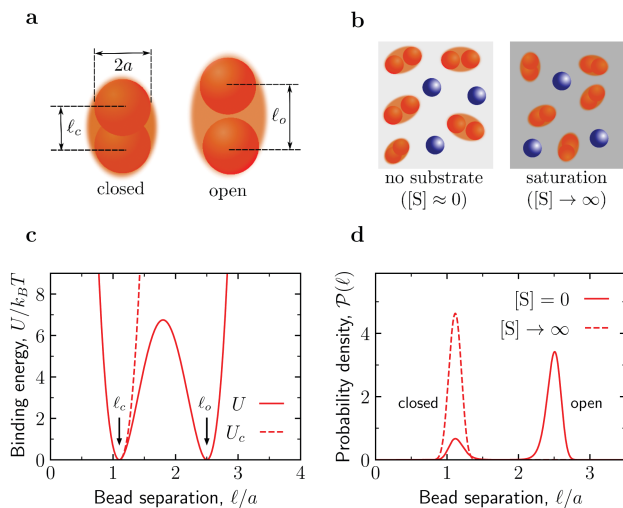 a
2a
ℓc
ℓo
closed
open
b
no substrate
([S] ≈ 0)
saturation
([S] → ∞)
c
Binding energy, U/kBT
8
6
4
2
0
ℓc
ℓo
U
Uc
0 1 2 3 4
Bead separation, ℓ/a
d
Probability density, P(ℓ)
4
2
0
[S] = 0
[S] → ∞
closed
open
0 1 2 3
Bead separation, ℓ/a